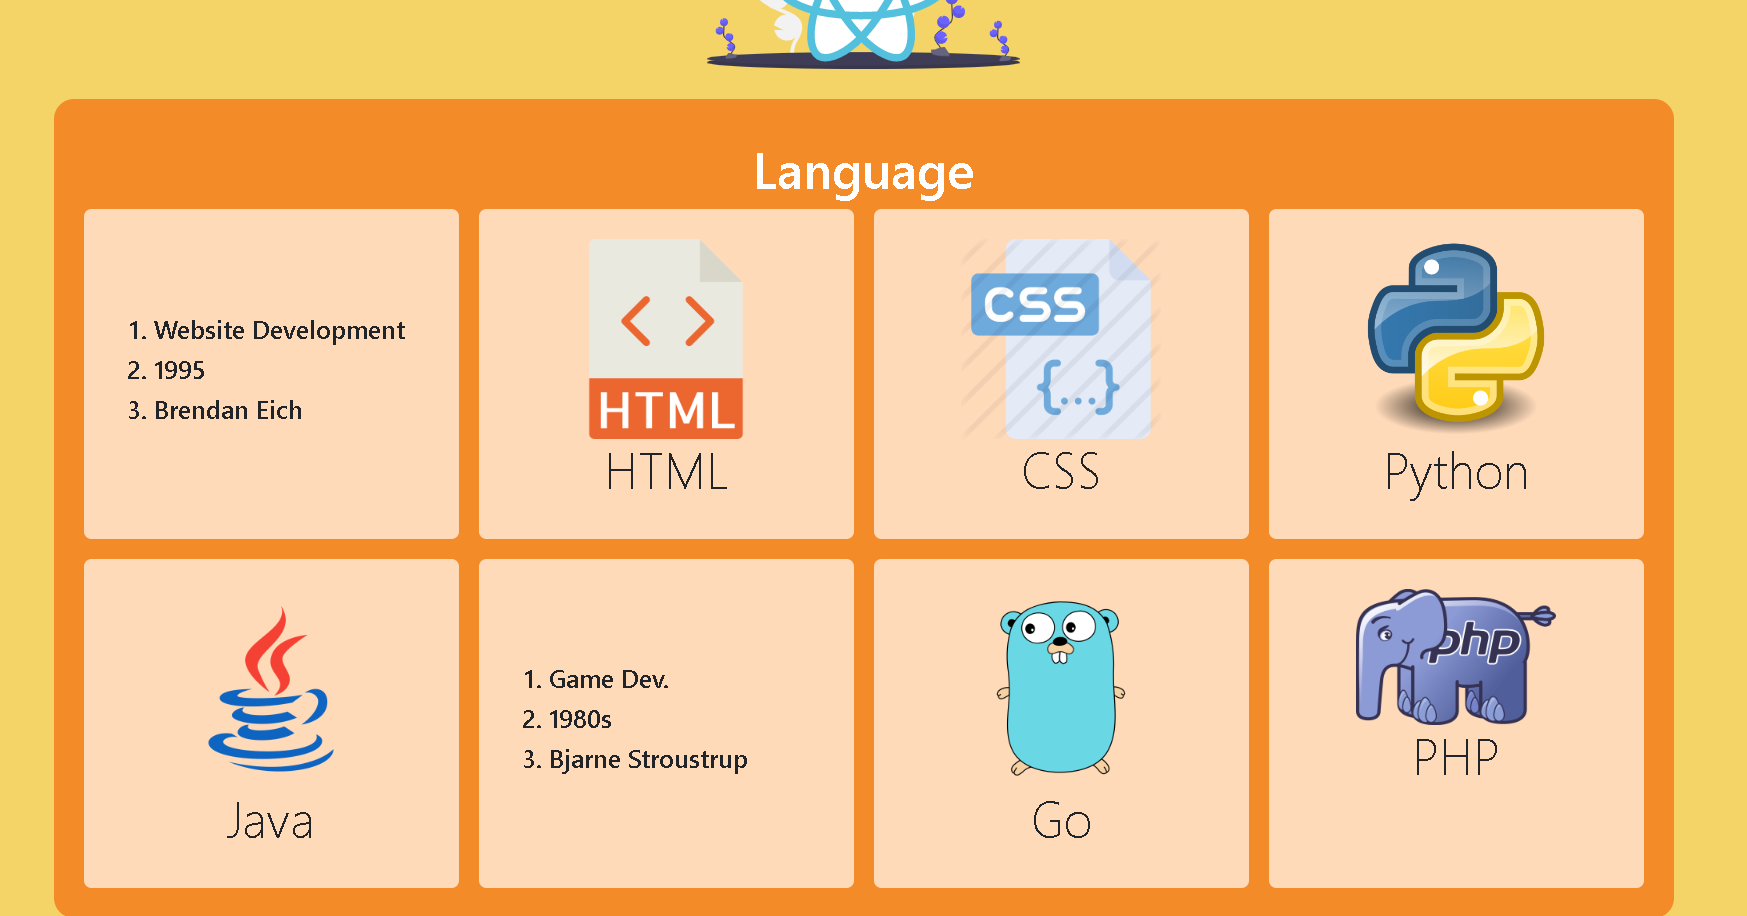 Language
1. Website Development
2. 1995
3. Brendan Eich
< >
HTML
HTML
CSS
{...}
CSS
Python
Java
1. Game Dev.
2. 1980s
3. Bjarne Stroustrup
Go
php
PHP